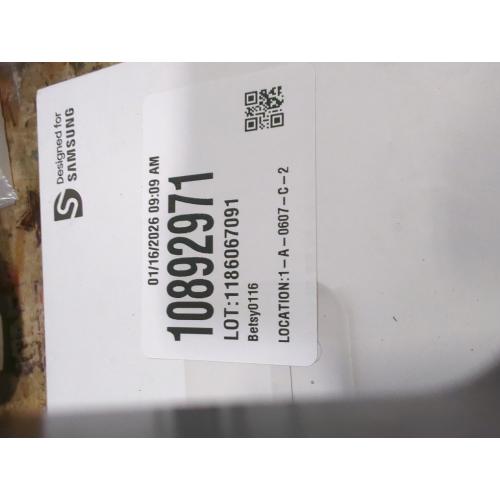 Designed for
SAMSUNG
01/16/2026 09:09 AM
10892971
LOT:1186067091
Betsy0116
LOCATION:1-A-0607-C-2